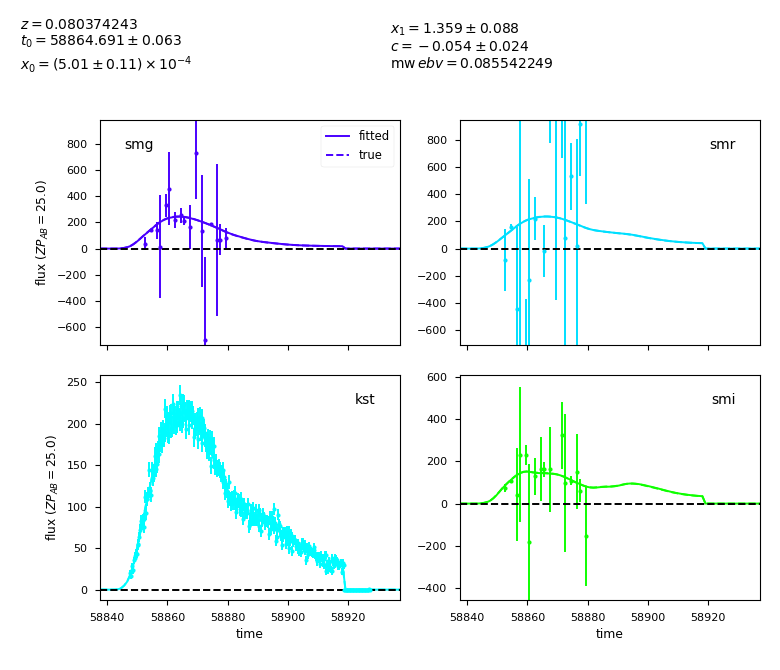 z = 0.080374243
t₀ = 58864.691 ± 0.063
x₀ = (5.01 ± 0.11) × 10⁻⁴
x₁ = 1.359 ± 0.088
c = −0.054 ± 0.024
mw ebv = 0.085542249
smg
fitted
true
800
600
400
200
0
−200
−400
−600
flux (ZP_AB = 25.0)
smr
800
600
400
200
0
−200
−400
−600
kst
250
200
150
100
50
0
flux (ZP_AB = 25.0)
58840 58860 58880 58900 58920
time
smi
600
400
200
0
−200
−400
58840 58860 58880 58900 58920
time